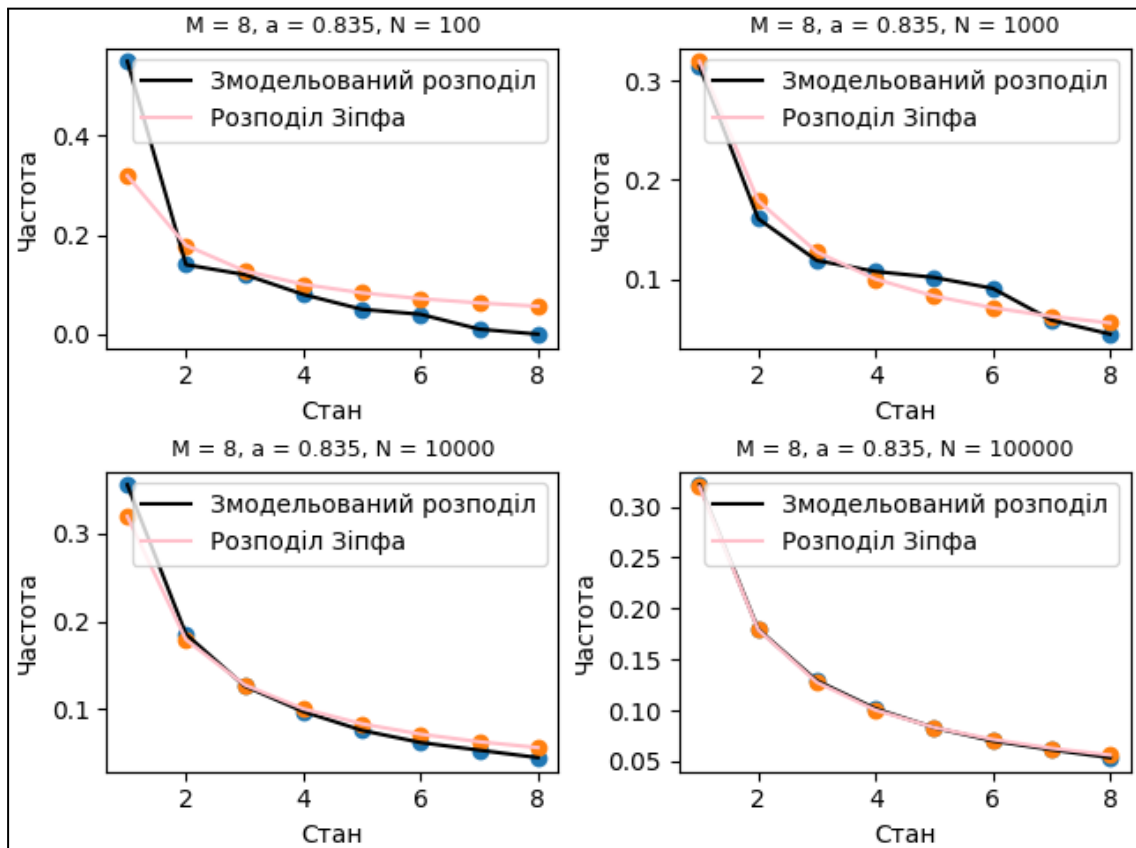 M = 8, a = 0.835, N = 100
Змодельований розподіл
Розподіл Зіпфа
Частота
0.4
0.2
0.0
2 4 6 8
Стан
M = 8, a = 0.835, N = 1000
Змодельований розподіл
Розподіл Зіпфа
Частота
0.3
0.2
0.1
2 4 6 8
Стан
M = 8, a = 0.835, N = 10000
Змодельований розподіл
Розподіл Зіпфа
Частота
0.3
0.2
0.1
2 4 6 8
Стан
M = 8, a = 0.835, N = 100000
Змодельований розподіл
Розподіл Зіпфа
Частота
0.30
0.25
0.20
0.15
0.10
0.05
2 4 6 8
Стан